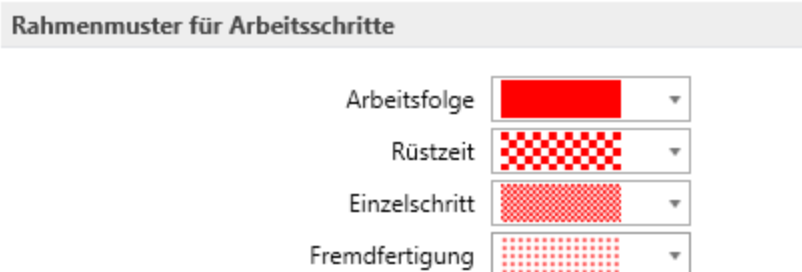 Rahmenmuster für Arbeitsschritte
Arbeitsfolge
Rüstzeit
Einzelschritt
Fremdfertigung